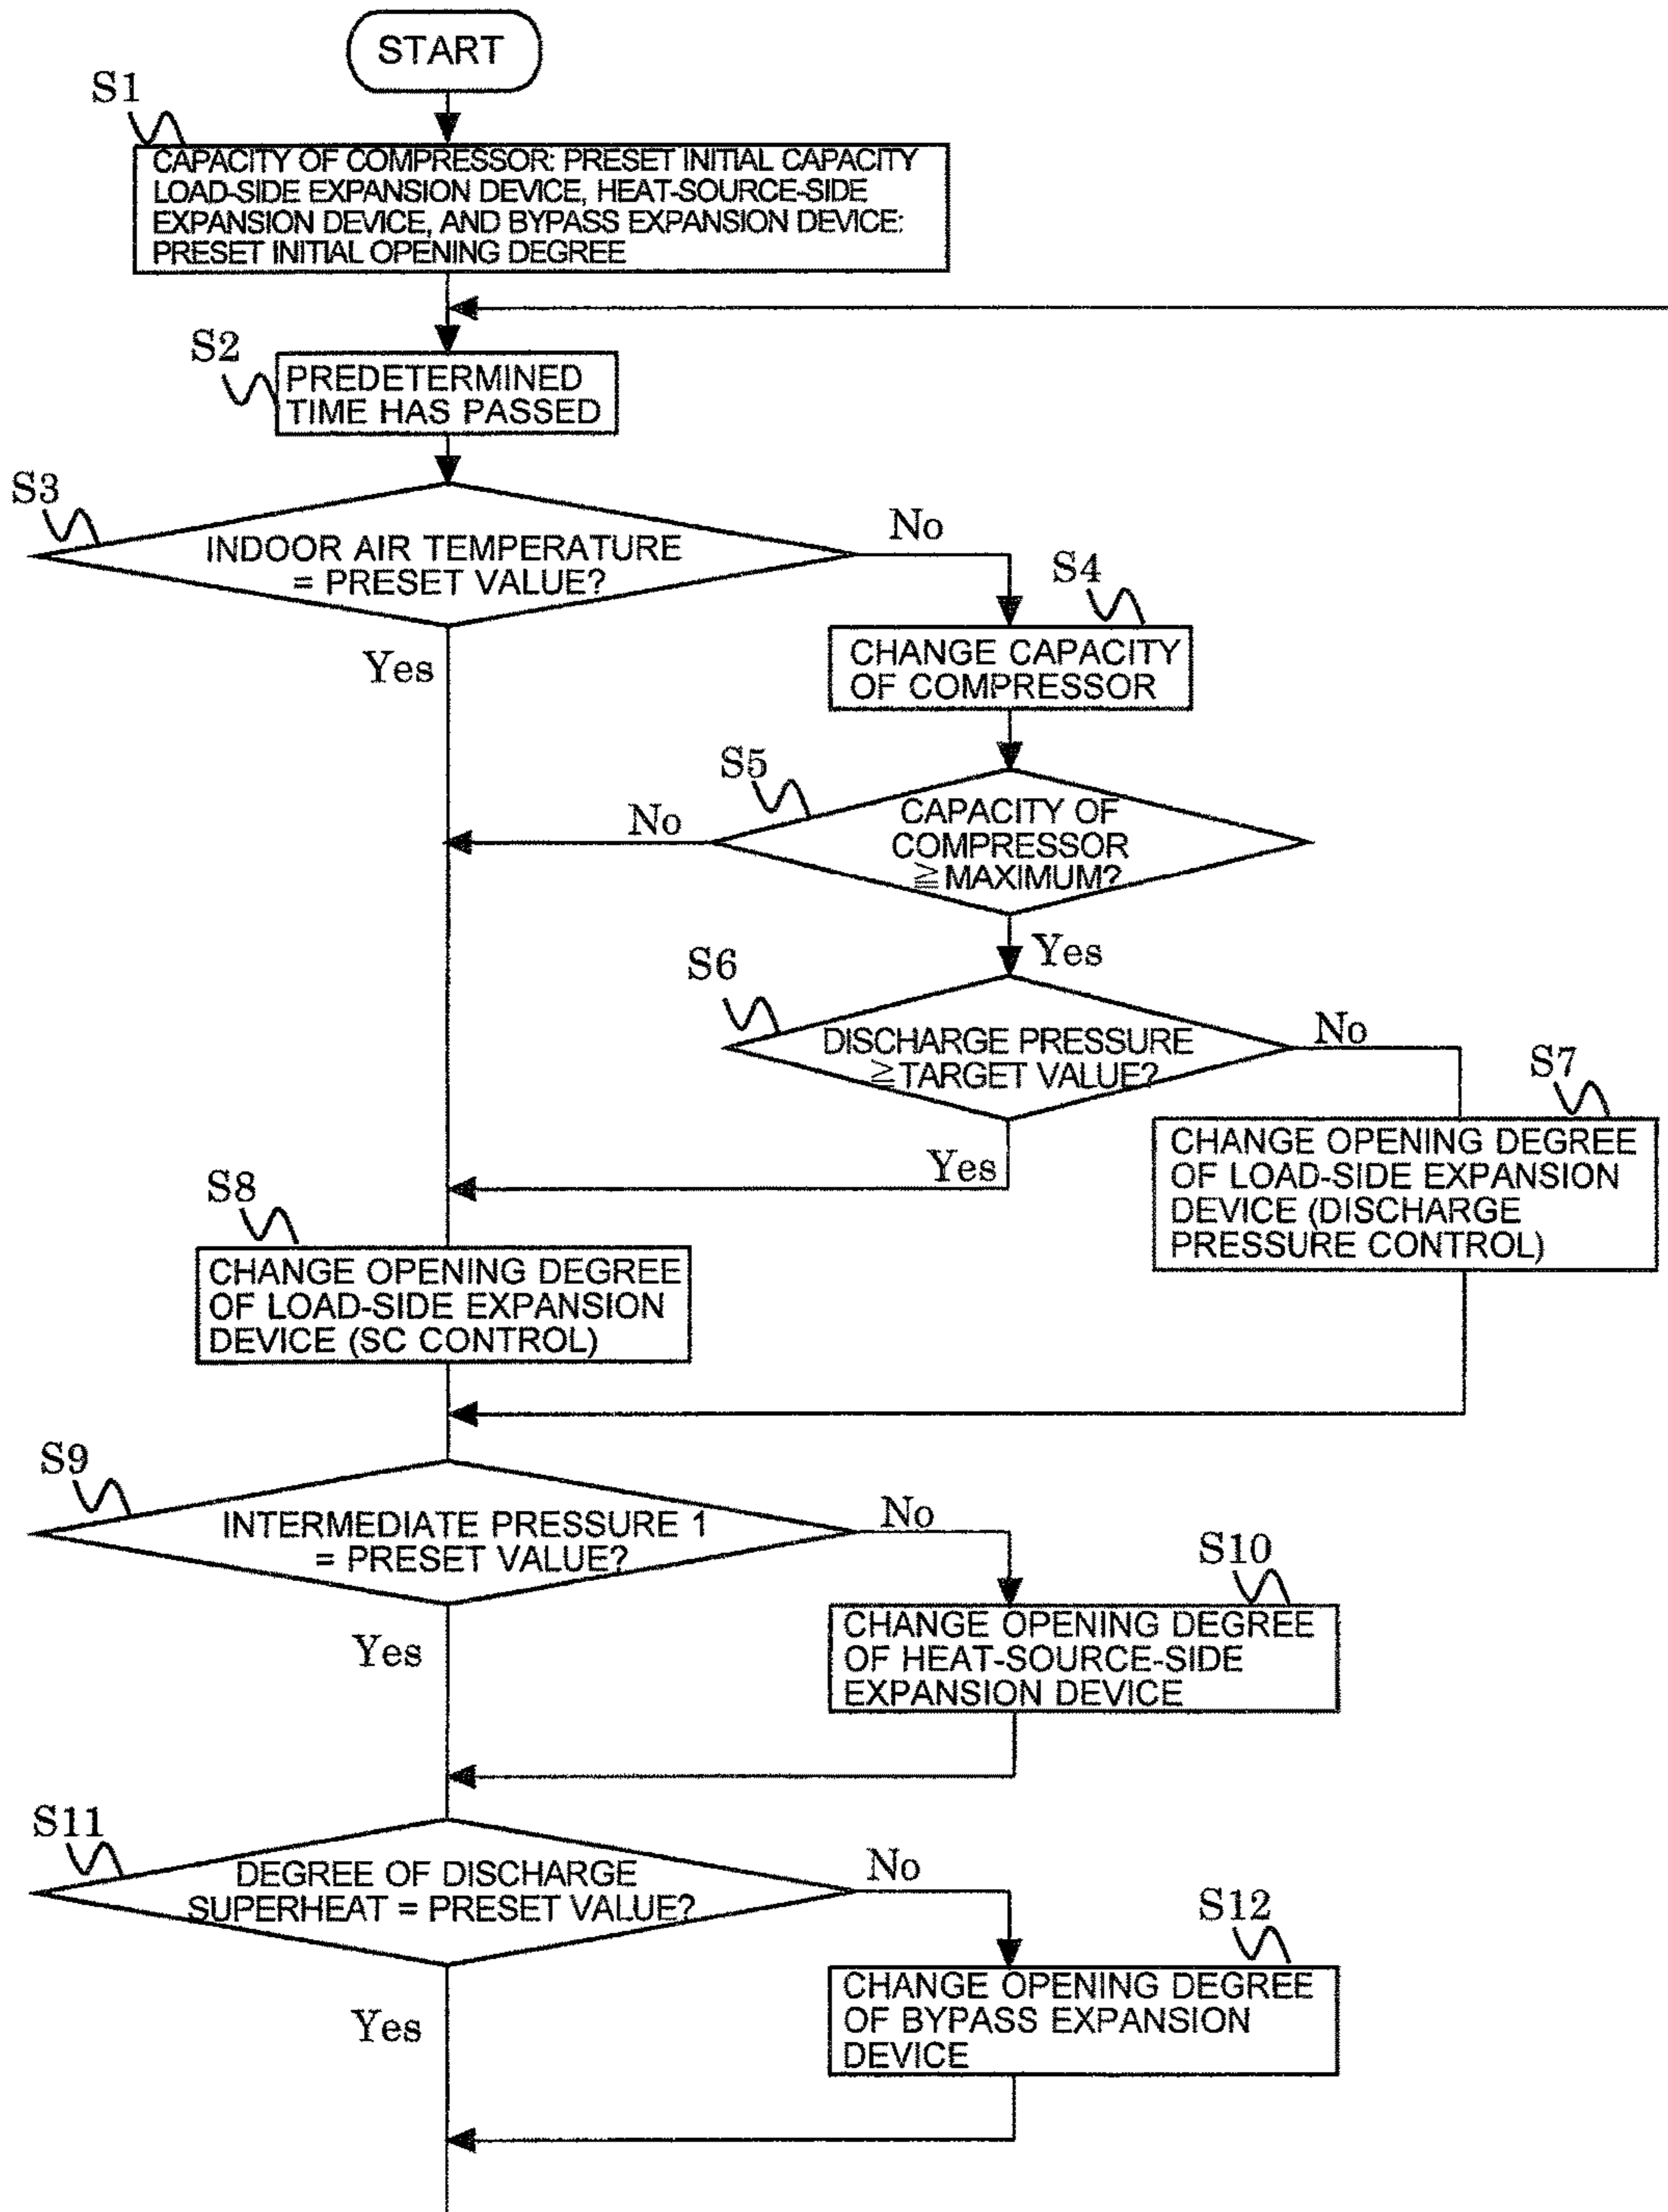 START
S1
CAPACITY OF COMPRESSOR: PRESET INITIAL CAPACITY
LOAD-SIDE EXPANSION DEVICE, HEAT-SOURCE-SIDE
EXPANSION DEVICE, AND BYPASS EXPANSION DEVICE:
PRESET INITIAL OPENING DEGREE
S2
PREDETERMINED
TIME HAS PASSED
S3
INDOOR AIR TEMPERATURE
= PRESET VALUE?
No
Yes
S4
CHANGE CAPACITY
OF COMPRESSOR
S5
CAPACITY OF
COMPRESSOR
≧MAXIMUM?
No
Yes
S6
DISCHARGE PRESSURE
≧TARGET VALUE?
No
Yes
S7
CHANGE OPENING DEGREE
OF LOAD-SIDE EXPANSION
DEVICE (DISCHARGE
PRESSURE CONTROL)
S8
CHANGE OPENING DEGREE
OF LOAD-SIDE EXPANSION
DEVICE (SC CONTROL)
S9
INTERMEDIATE PRESSURE 1
= PRESET VALUE?
No
Yes
S10
CHANGE OPENING DEGREE
OF HEAT-SOURCE-SIDE
EXPANSION DEVICE
S11
DEGREE OF DISCHARGE
SUPERHEAT = PRESET VALUE?
No
Yes
S12
CHANGE OPENING DEGREE
OF BYPASS EXPANSION
DEVICE